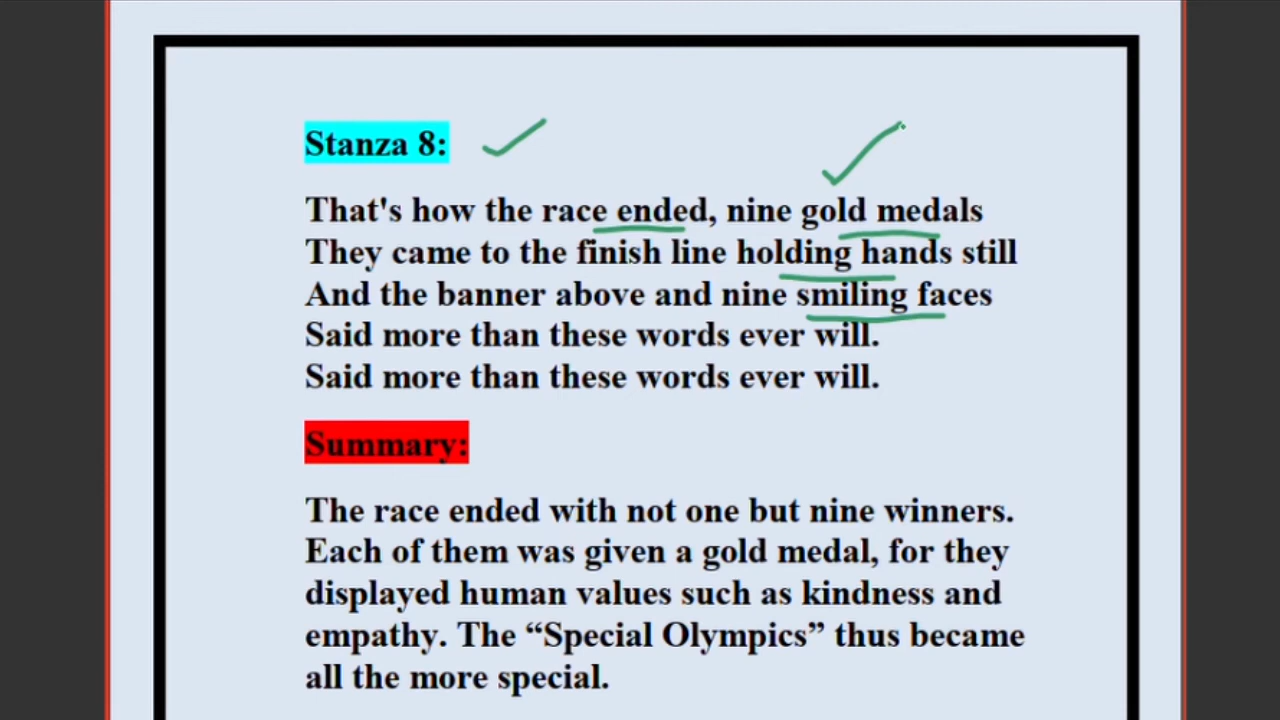 Stanza 8:
That's how the race ended, nine gold medals
They came to the finish line holding hands still
And the banner above and nine smiling faces
Said more than these words ever will.
Said more than these words ever will.
Summary:
The race ended with not one but nine winners.
Each of them was given a gold medal, for they
displayed human values such as kindness and
empathy. The “Special Olympics” thus became
all the more special.